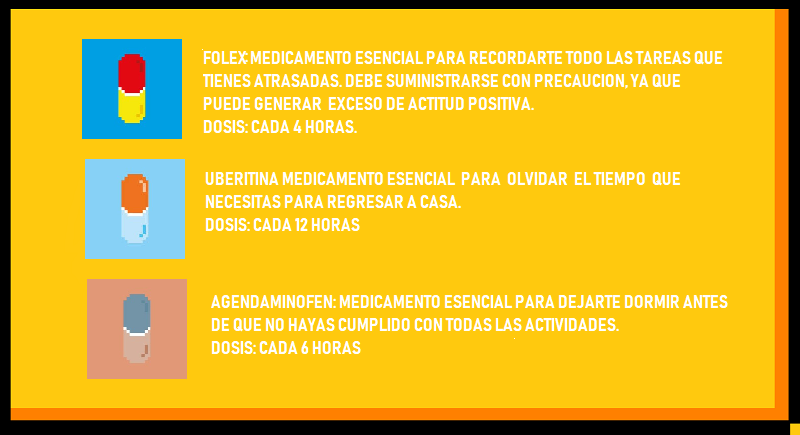 FOLEX: MEDICAMENTO ESENCIAL PARA RECORDARTE TODO LAS TAREAS QUE
TIENES ATRASADAS. DEBE SUMINISTRARSE CON PRECAUCION, YA QUE
PUEDE GENERAR EXCESO DE ACTITUD POSITIVA.
DOSIS: CADA 4 HORAS.
UBERITINA MEDICAMENTO ESENCIAL PARA OLVIDAR EL TIEMPO QUE
NECESITAS PARA REGRESAR A CASA.
DOSIS: CADA 12 HORAS
AGENDAMINOFEN: MEDICAMENTO ESENCIAL PARA DEJARTE DORMIR ANTES
DE QUE NO HAYAS CUMPLIDO CON TODAS LAS ACTIVIDADES.
DOSIS: CADA 6 HORAS